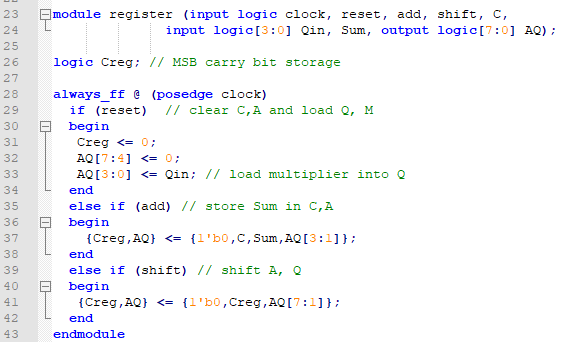 23 module register (input logic clock, reset, add, shift, C,
24 input logic[3:0] Qin, Sum, output logic[7:0] AQ);
25
26 logic Creg; // MSB carry bit storage
27
28 always_ff @ (posedge clock)
29 if (reset) // clear C,A and load Q, M
30 begin
31 Creg <= 0;
32 AQ[7:4] <= 0;
33 AQ[3:0] <= Qin; // load multiplier into Q
34 end
35 else if (add) // store Sum in C,A
36 begin
37 {Creg,AQ} <= {1'b0,C,Sum,AQ[3:1]};
38 end
39 else if (shift) // shift A, Q
40 begin
41 {Creg,AQ} <= {1'b0,Creg,AQ[7:1]};
42 end
43 endmodule